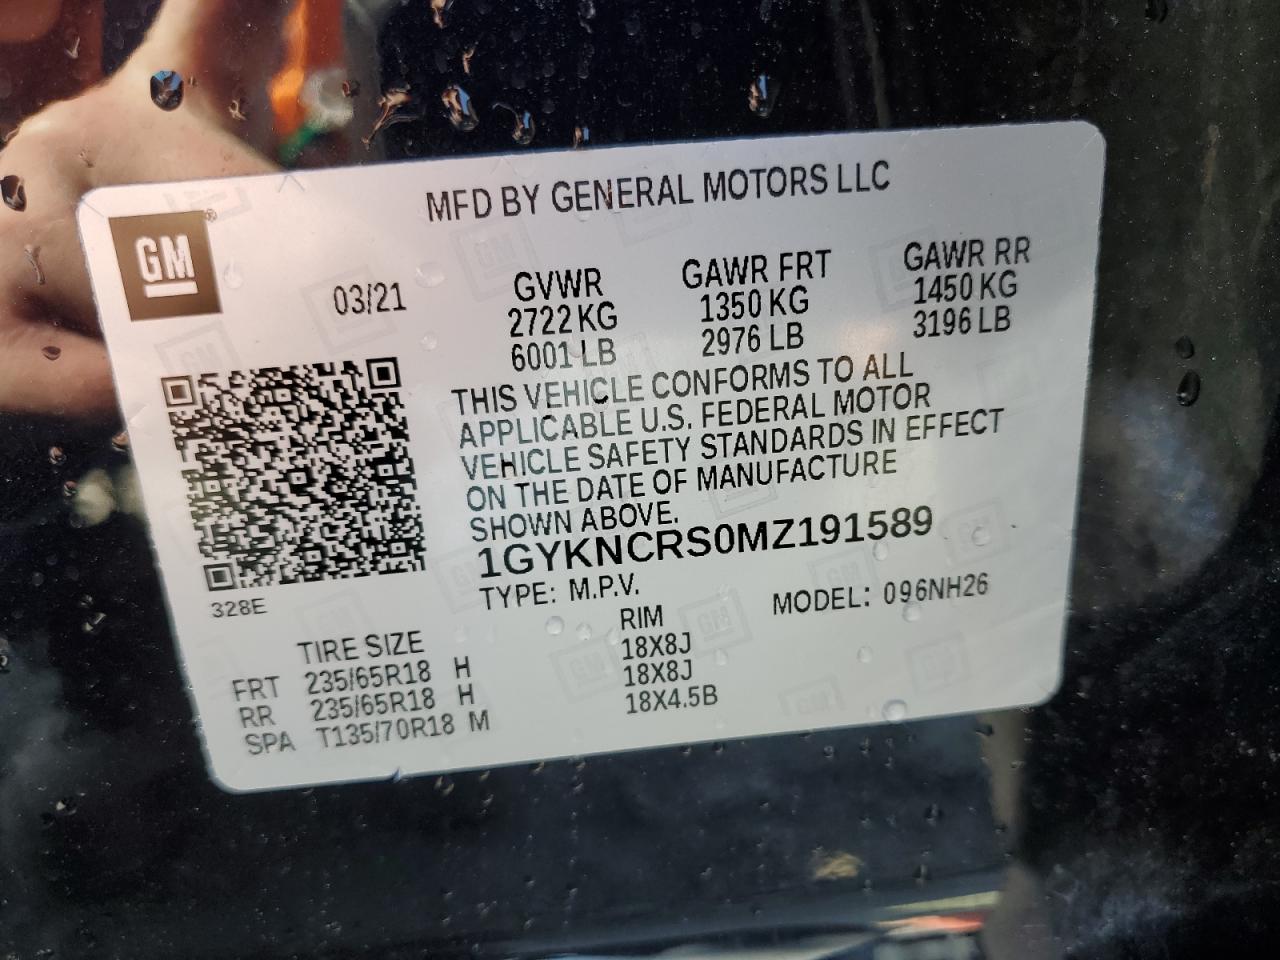 MFD BY GENERAL MOTORS LLC
GM
03/21
GVWR GAWR FRT GAWR RR
2722 KG 1350 KG 1450 KG
6001 LB 2976 LB 3196 LB
THIS VEHICLE CONFORMS TO ALL
APPLICABLE U.S. FEDERAL MOTOR
VEHICLE SAFETY STANDARDS IN EFFECT
ON THE DATE OF MANUFACTURE
SHOWN ABOVE.
1GYKNCRS0MZ191589
328E
TYPE: M.P.V. MODEL: 096NH26
TIRE SIZE RIM
FRT 235/65R18 H 18X8J
RR 235/65R18 H 18X8J
SPA T135/70R18 M 18X4.5B